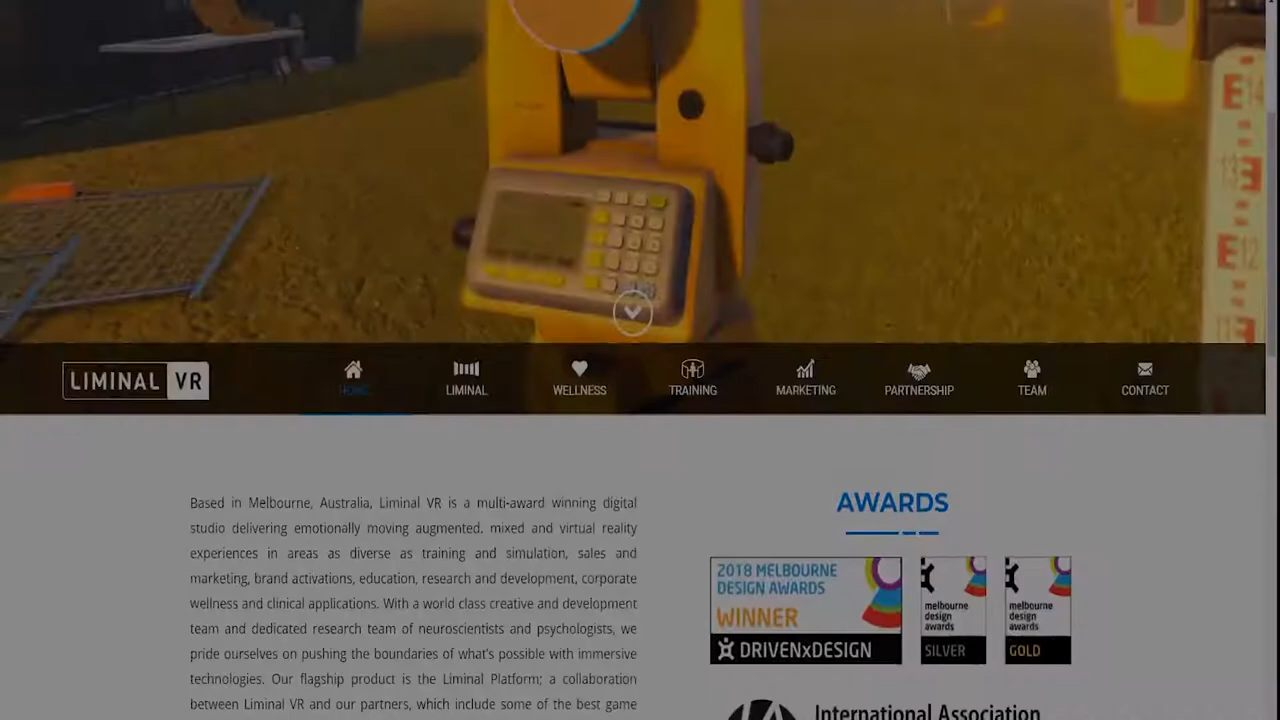 E
13
E12
LIMINAL VR
HOME
LIMINAL
WELLNESS
TRAINING
MARKETING
PARTNERSHIP
TEAM
CONTACT
Based in Melbourne, Australia, Liminal VR is a multi-award winning digital
studio delivering emotionally moving augmented. mixed and virtual reality
experiences in areas as diverse as training and simulation, sales and
marketing, brand activations, education, research and development, corporate
wellness and clinical applications. With a world class creative and development
team and dedicated research team of neuroscientists and psychologists, we
pride ourselves on pushing the boundaries of what's possible with immersive
technologies. Our flagship product is the Liminal Platform; a collaboration
between Liminal VR and our partners, which include some of the best game
AWARDS
2018 MELBOURNE
DESIGN AWARDS
WINNER
DRIVENxDESIGN
melbourne
design
awards
SILVER
melbourne
design
awards
GOLD
International Association